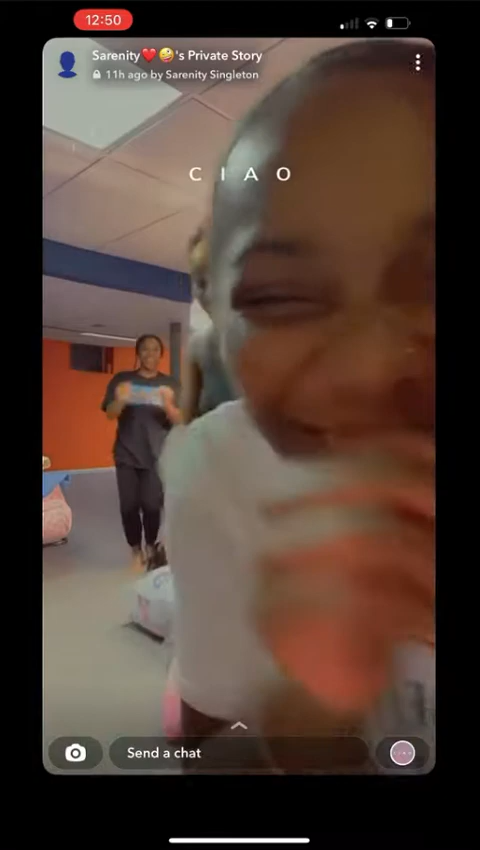 12:50
Sarenity❤️🤪's Private Story
11h ago by Sarenity Singleton
C I A O
Send a chat